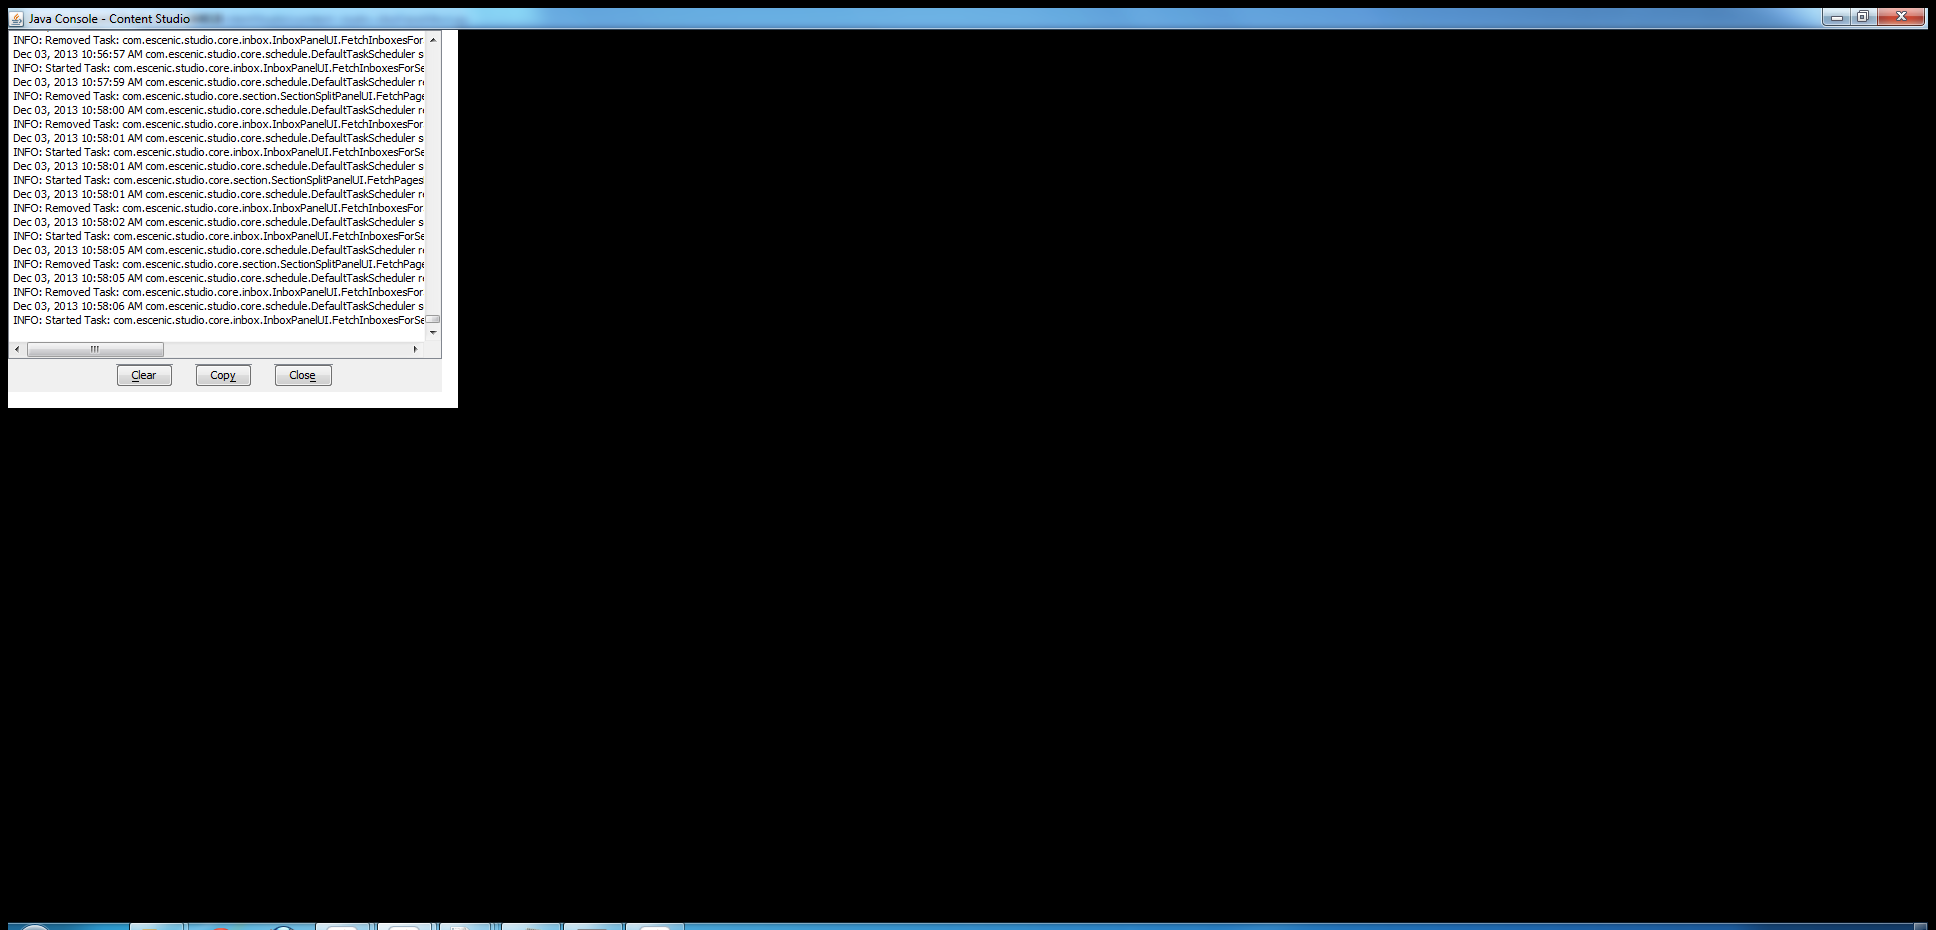 Java Console - Content Studio
INFO: Removed Task: com.escenic.studio.core.inbox.InboxPanelUI.FetchInboxesFor
Dec 03, 2013 10:56:57 AM com.escenic.studio.core.schedule.DefaultTaskScheduler s
INFO: Started Task: com.escenic.studio.core.inbox.InboxPanelUI.FetchInboxesForSe
Dec 03, 2013 10:57:59 AM com.escenic.studio.core.schedule.DefaultTaskScheduler re
INFO: Removed Task: com.escenic.studio.core.section.SectionSplitPanelUI.FetchPage
Dec 03, 2013 10:58:00 AM com.escenic.studio.core.schedule.DefaultTaskScheduler re
INFO: Removed Task: com.escenic.studio.core.inbox.InboxPanelUI.FetchInboxesFor
Dec 03, 2013 10:58:01 AM com.escenic.studio.core.schedule.DefaultTaskScheduler s
INFO: Started Task: com.escenic.studio.core.inbox.InboxPanelUI.FetchInboxesForSe
Dec 03, 2013 10:58:01 AM com.escenic.studio.core.schedule.DefaultTaskScheduler s
INFO: Started Task: com.escenic.studio.core.section.SectionSplitPanelUI.FetchPages
Dec 03, 2013 10:58:01 AM com.escenic.studio.core.schedule.DefaultTaskScheduler re
INFO: Removed Task: com.escenic.studio.core.inbox.InboxPanelUI.FetchInboxesFor
Dec 03, 2013 10:58:02 AM com.escenic.studio.core.schedule.DefaultTaskScheduler s
INFO: Started Task: com.escenic.studio.core.inbox.InboxPanelUI.FetchInboxesForSe
Dec 03, 2013 10:58:05 AM com.escenic.studio.core.schedule.DefaultTaskScheduler re
INFO: Removed Task: com.escenic.studio.core.section.SectionSplitPanelUI.FetchPage
Dec 03, 2013 10:58:05 AM com.escenic.studio.core.schedule.DefaultTaskScheduler re
INFO: Removed Task: com.escenic.studio.core.inbox.InboxPanelUI.FetchInboxesFor
Dec 03, 2013 10:58:06 AM com.escenic.studio.core.schedule.DefaultTaskScheduler s
INFO: Started Task: com.escenic.studio.core.inbox.InboxPanelUI.FetchInboxesForSe
Clear Copy Close